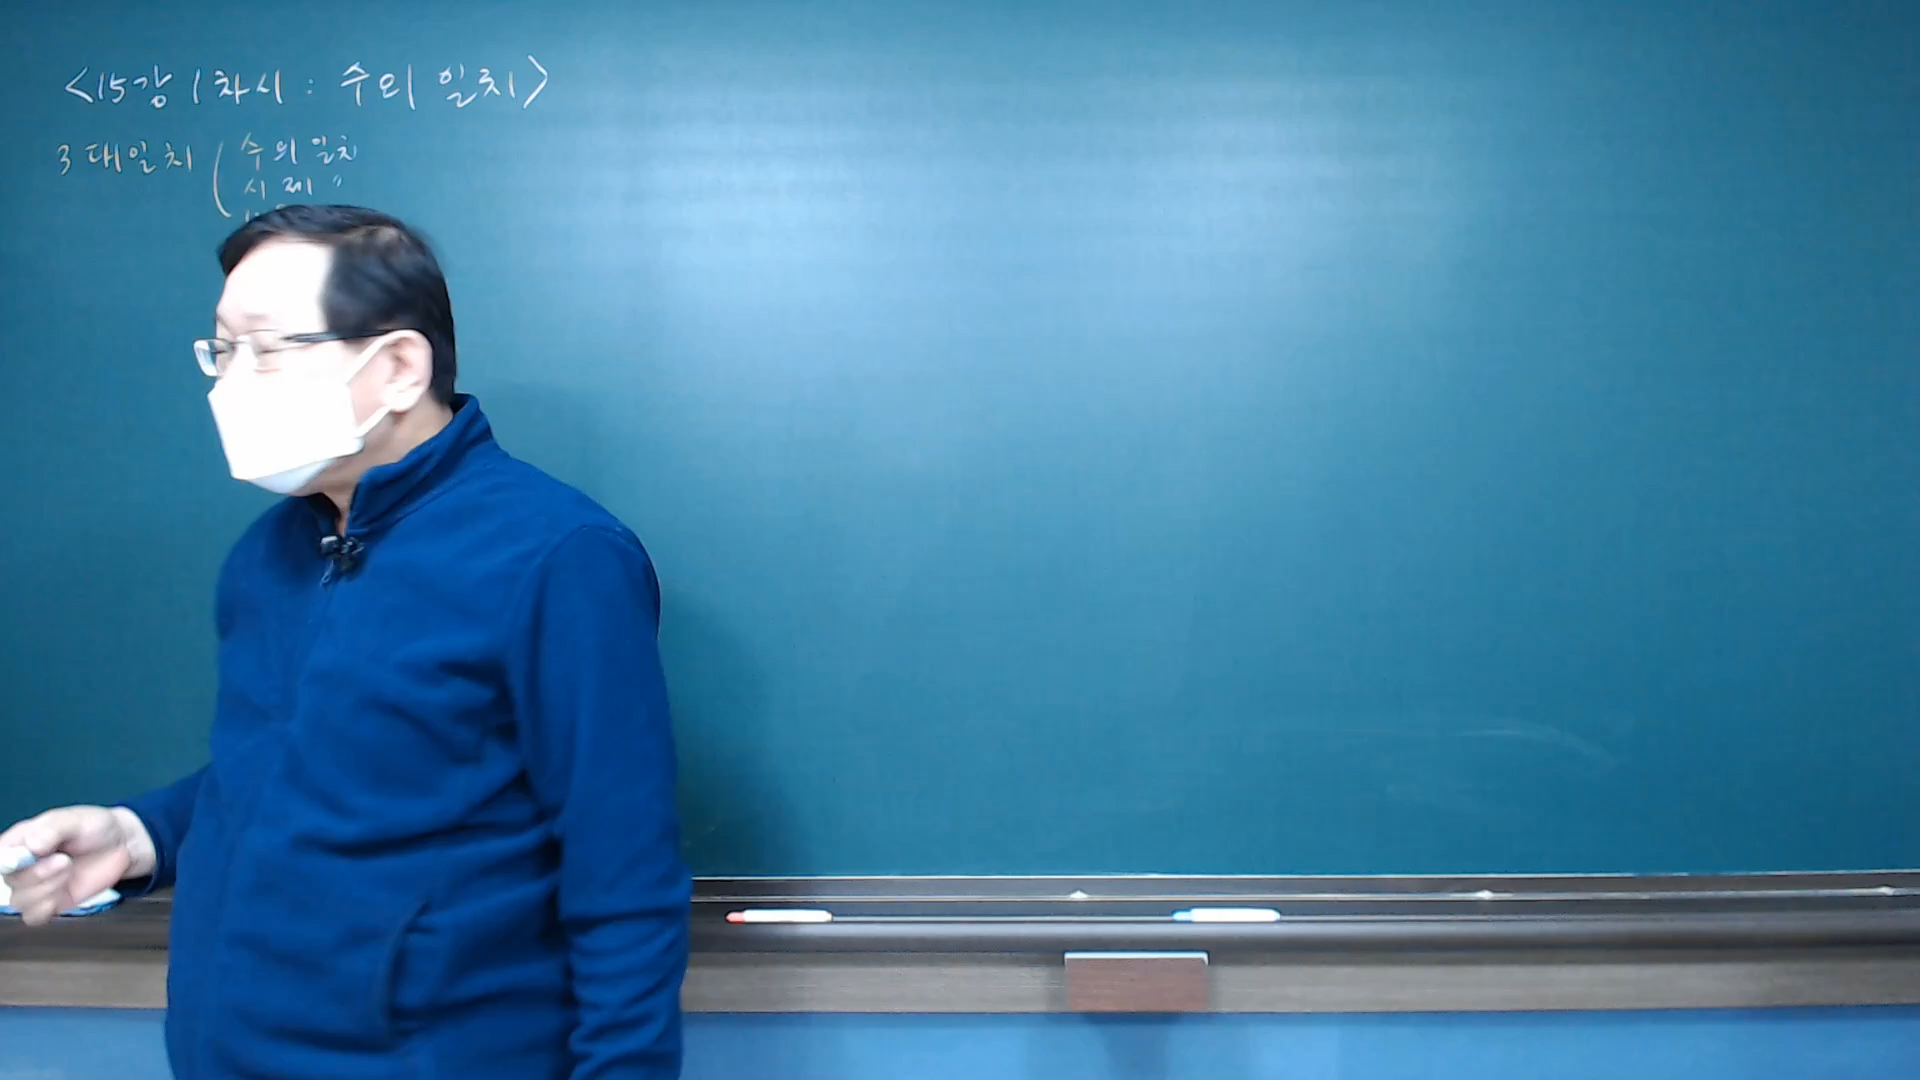 <15강 1차시 : 수의 일치>
3대일치 ( 수의 일치
시제 〃